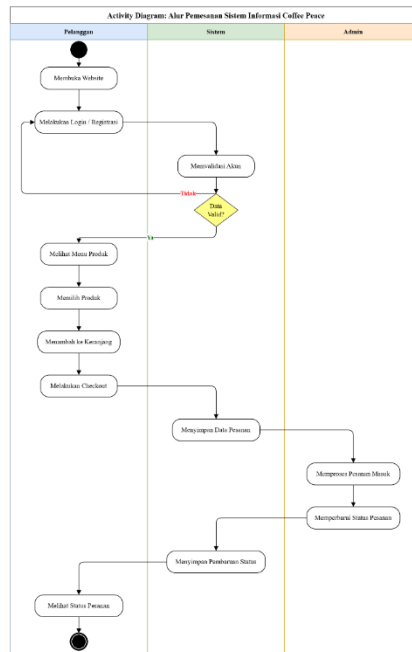 Activity Diagram: Alur Pemesanan Sistem Informasi Coffee Peace
Pelanggan
Sistem
Admin
Membuka Website
Melakukan Login / Registrasi
Memvalidasi Akun
Tidak
Data
Valid?
Ya
Melihat Menu Produk
Memilih Produk
Menambah ke Keranjang
Melakukan Checkout
Menyimpan Data Pesanan
Memproses Pesanan Masuk
Memperbarui Status Pesanan
Menyimpan Pembaruan Status
Melihat Status Pesanan